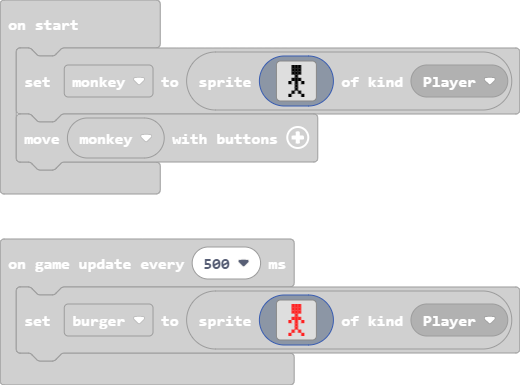 on start
set monkey to sprite of kind Player
move monkey with buttons
on game update every 500 ms
set burger to sprite of kind Player